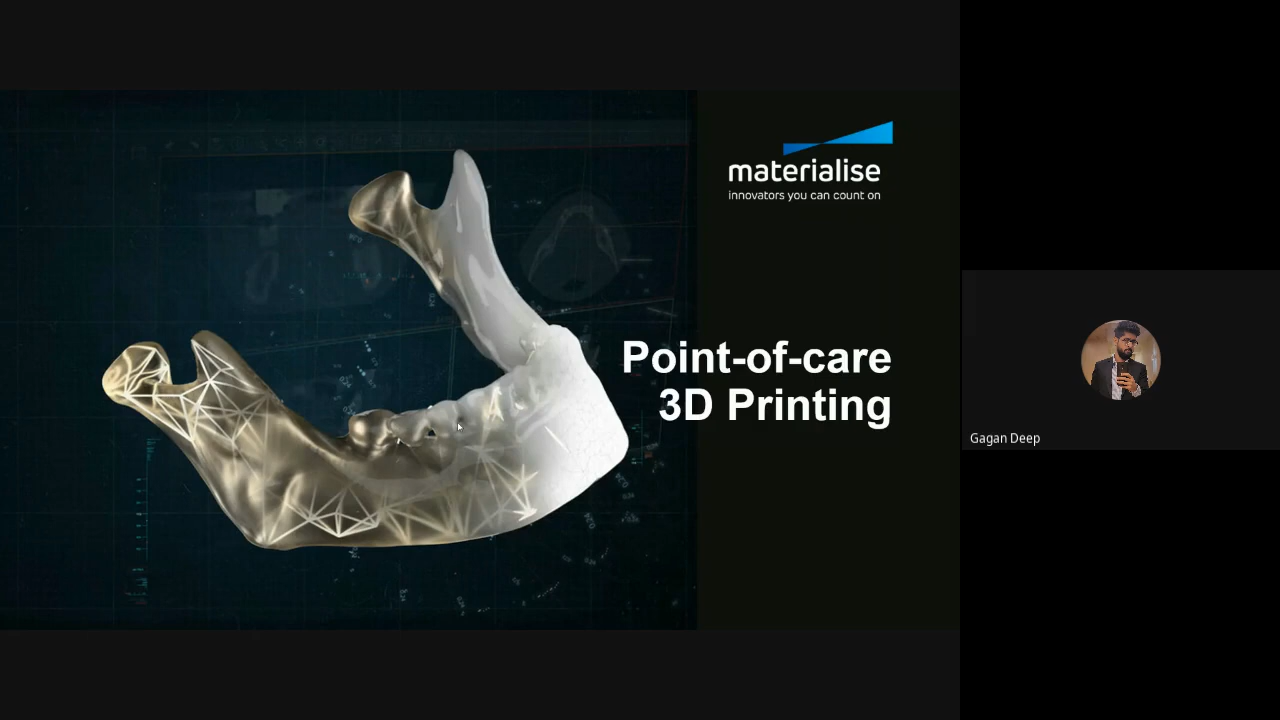 materialise
innovators you can count on
Point-of-care
3D Printing
Gagan Deep